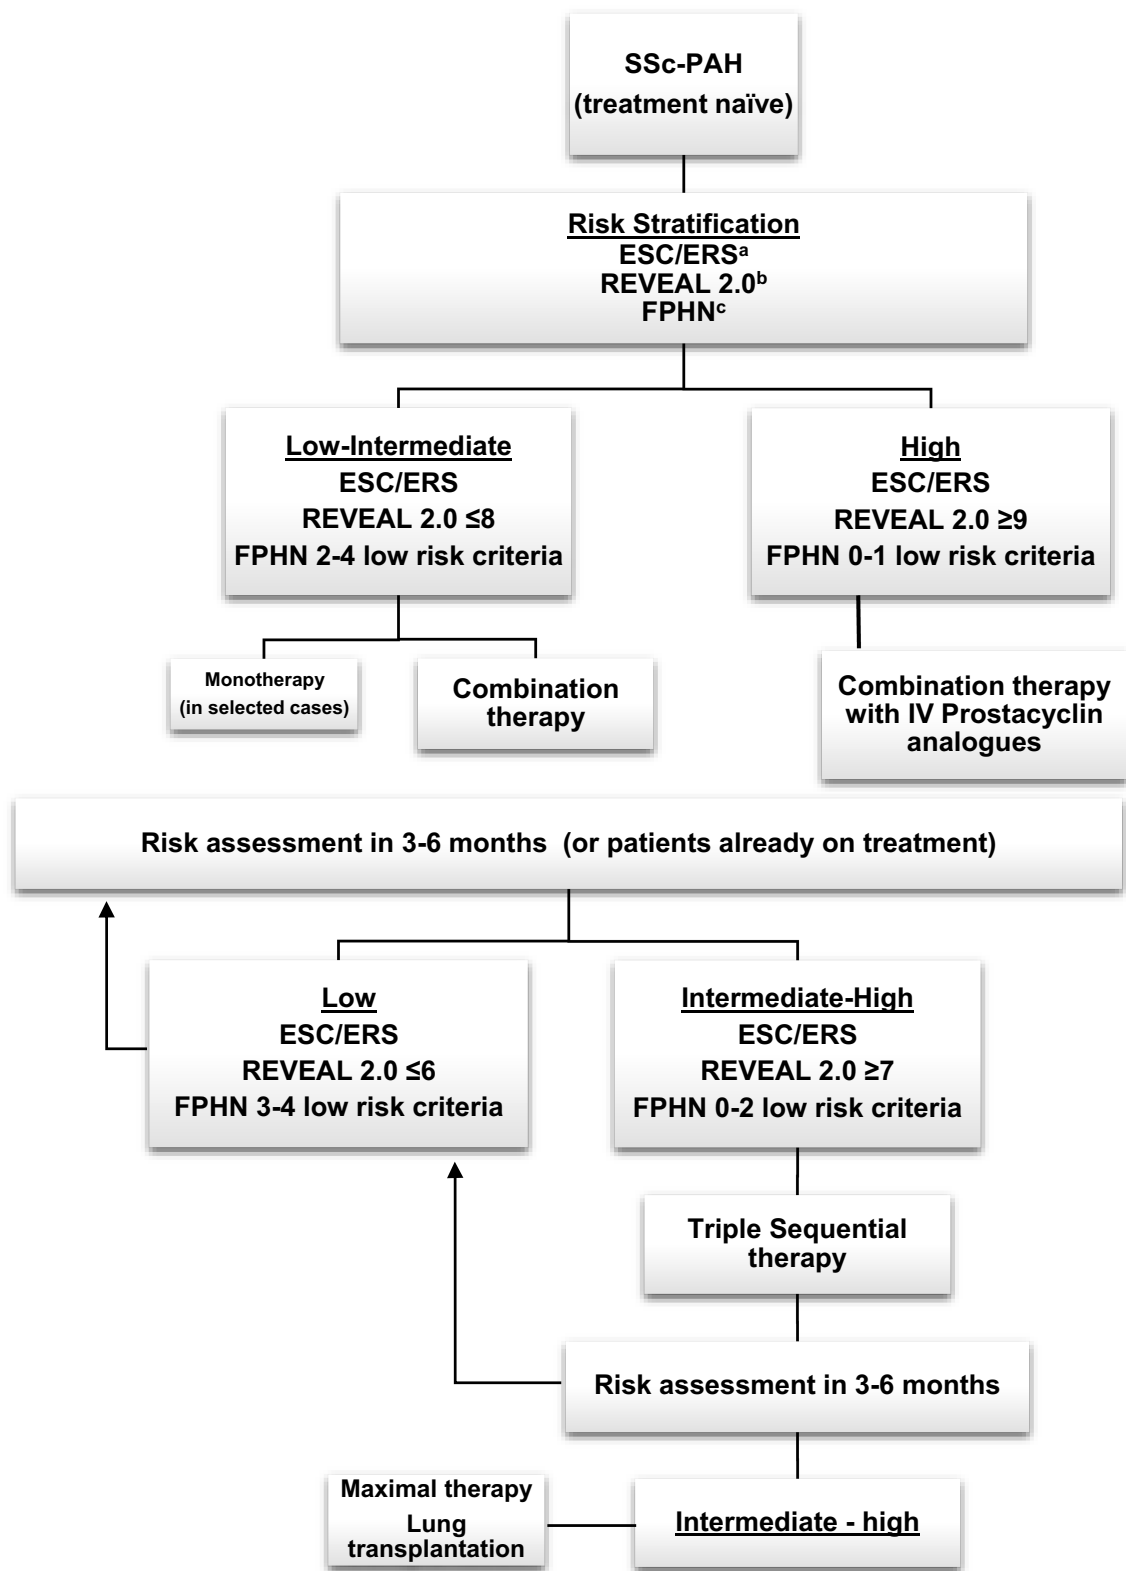 SSc-PAH
(treatment naïve)
Risk Stratification
ESC/ERSᵃ
REVEAL 2.0ᵇ
FPHNᶜ
Low-Intermediate
ESC/ERS
REVEAL 2.0 ≤8
FPHN 2-4 low risk criteria
High
ESC/ERS
REVEAL 2.0 ≥9
FPHN 0-1 low risk criteria
Monotherapy
(in selected cases)
Combination
therapy
Combination therapy
with IV Prostacyclin
analogues
Risk assessment in 3-6 months (or patients already on treatment)
Low
ESC/ERS
REVEAL 2.0 ≤6
FPHN 3-4 low risk criteria
Intermediate-High
ESC/ERS
REVEAL 2.0 ≥7
FPHN 0-2 low risk criteria
Triple Sequential
therapy
Risk assessment in 3-6 months
Maximal therapy
Lung
transplantation
Intermediate - high